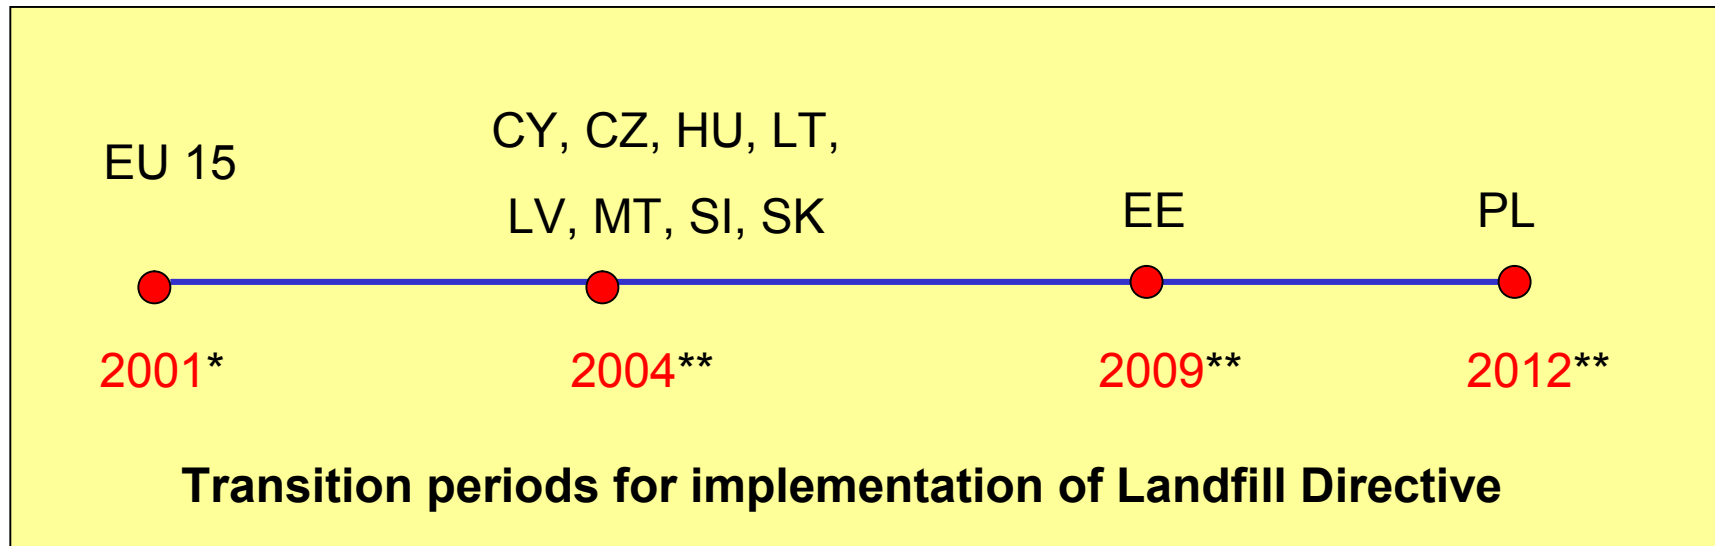 EU 15
CY, CZ, HU, LT,
LV, MT, SI, SK
EE
PL
2001*
2004**
2009**
2012**
Transition periods for implementation of Landfill Directive